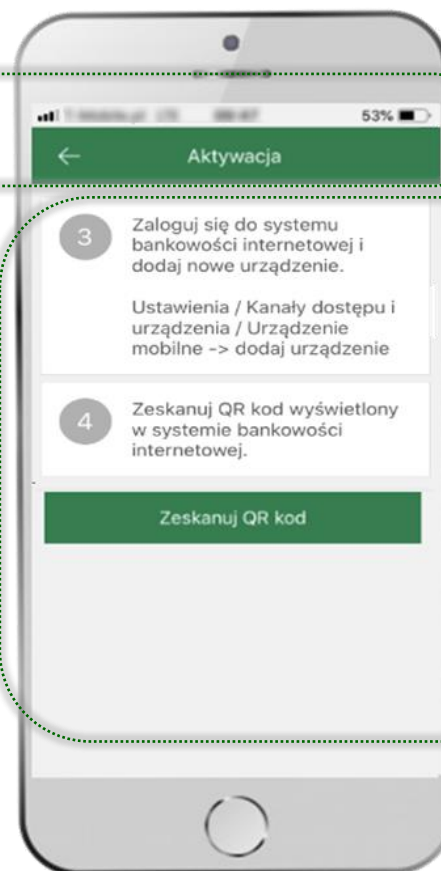 53%
←
Aktywacja
3
Zaloguj się do systemu
bankowości internetowej i
dodaj nowe urządzenie.
Ustawienia / Kanały dostępu i
urządzenia / Urządzenie
mobilne -> dodaj urządzenie
4
Zeskanuj QR kod wyświetlony
w systemie bankowości
internetowej.
Zeskanuj QR kod